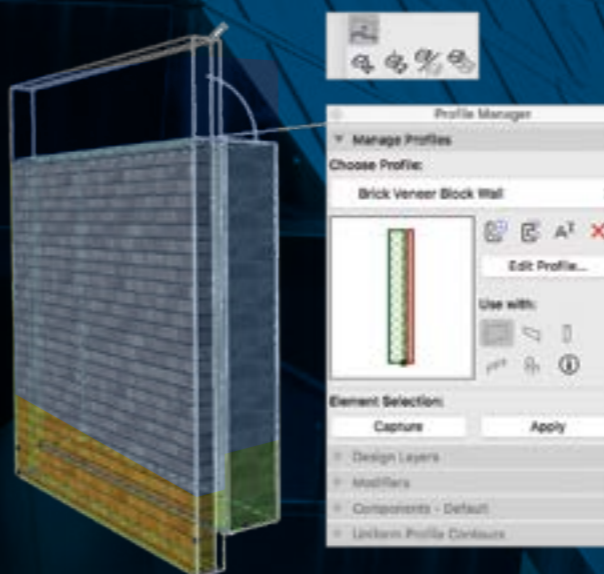 Profile Manager
Manage Profiles
Choose Profile:
Brick Veneer Block Wall
Edit Profile...
Use with:
Element Selection:
Capture Apply
Design Layers
Modifiers
Components - Default
Uniform Profile Contours